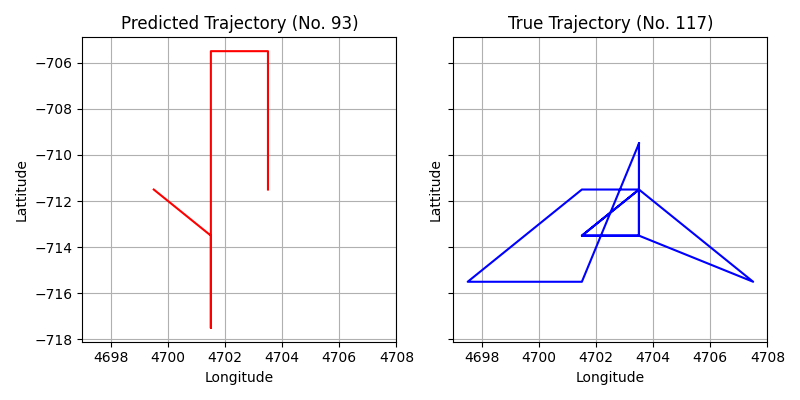 Predicted Trajectory (No. 93)
True Trajectory (No. 117)
−706
−708
−710
−712
−714
−716
−718
Lattitude
Lattitude
4698 4700 4702 4704 4706 4708
4698 4700 4702 4704 4706 4708
Longitude
Longitude